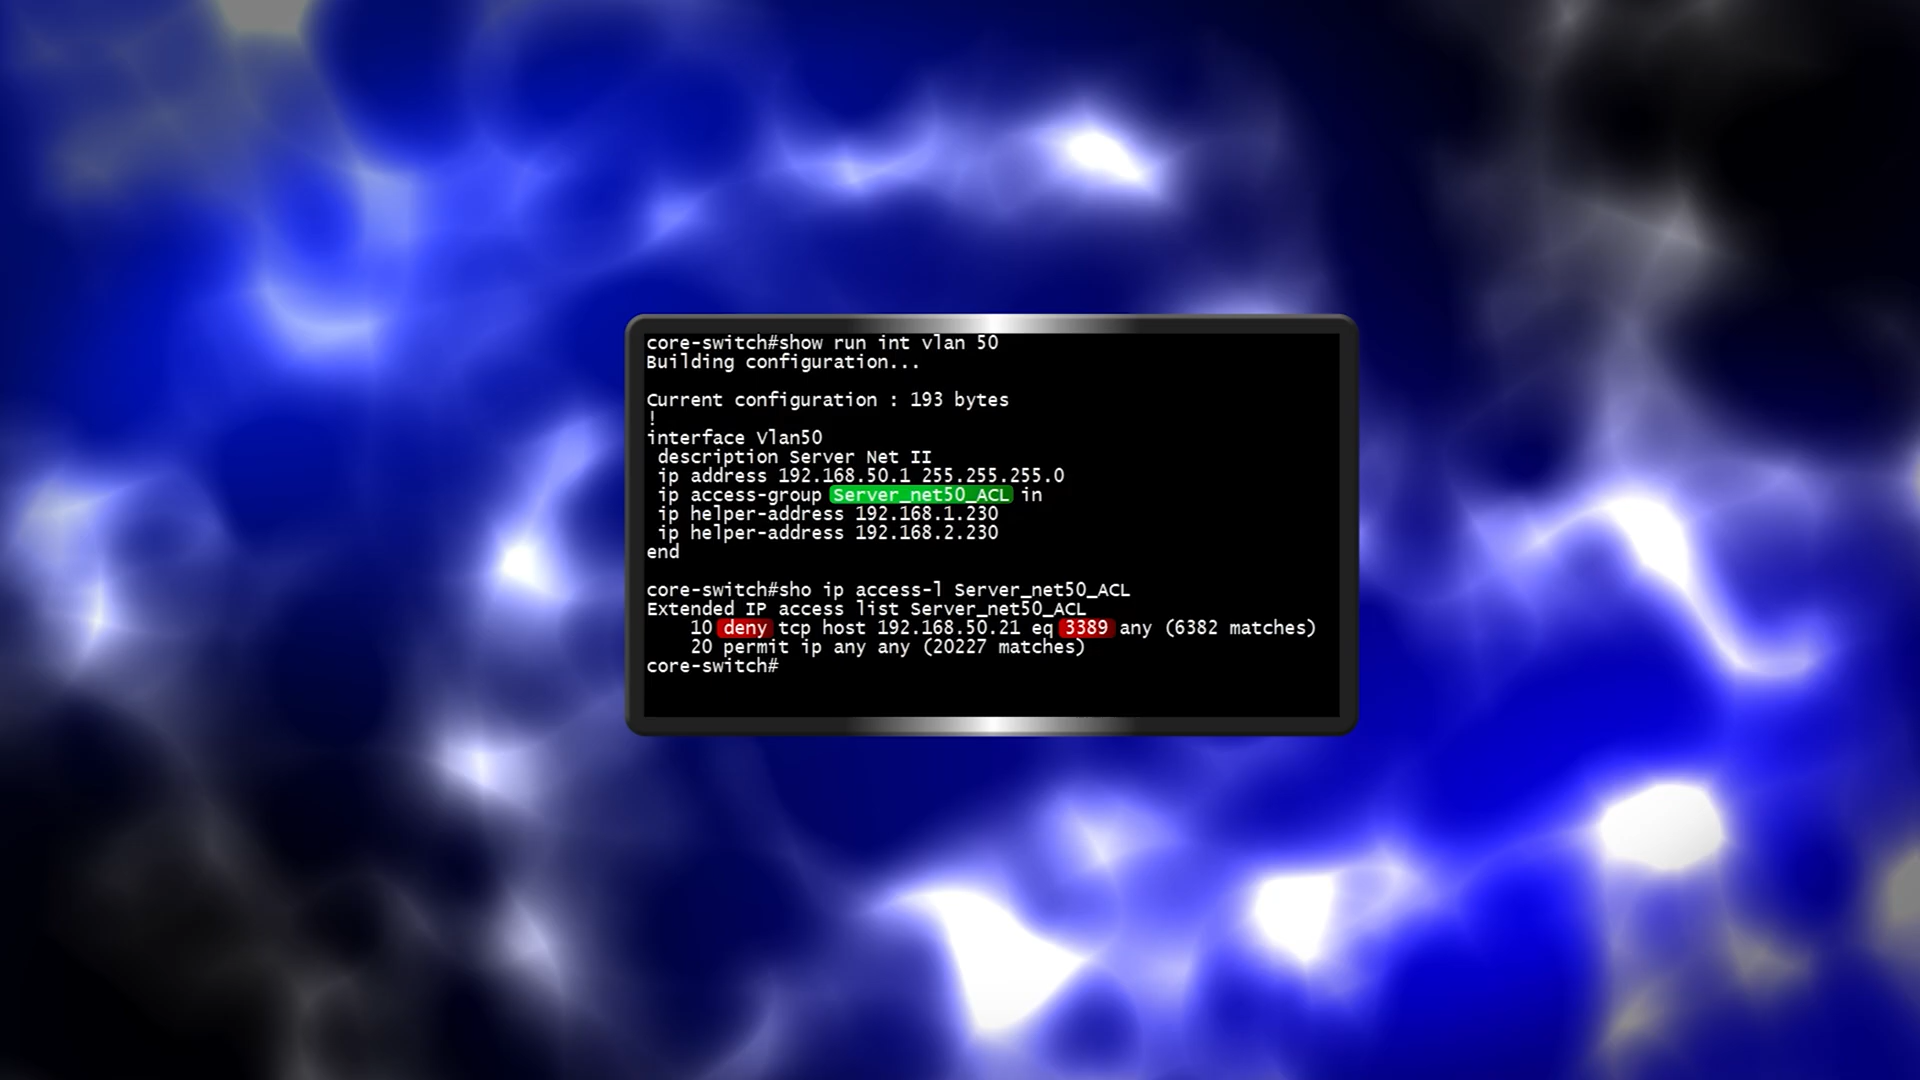 core-switch#show run int vlan 50
Building configuration...
Current configuration : 193 bytes
!
interface Vlan50
description Server Net II
ip address 192.168.50.1 255.255.255.0
ip access-group Server_net50_ACL in
ip helper-address 192.168.1.230
ip helper-address 192.168.2.230
end
core-switch#sho ip access-l Server_net50_ACL
Extended IP access list Server_net50_ACL
10 deny tcp host 192.168.50.21 eq 3389 any (6382 matches)
20 permit ip any any (20227 matches)
core-switch#